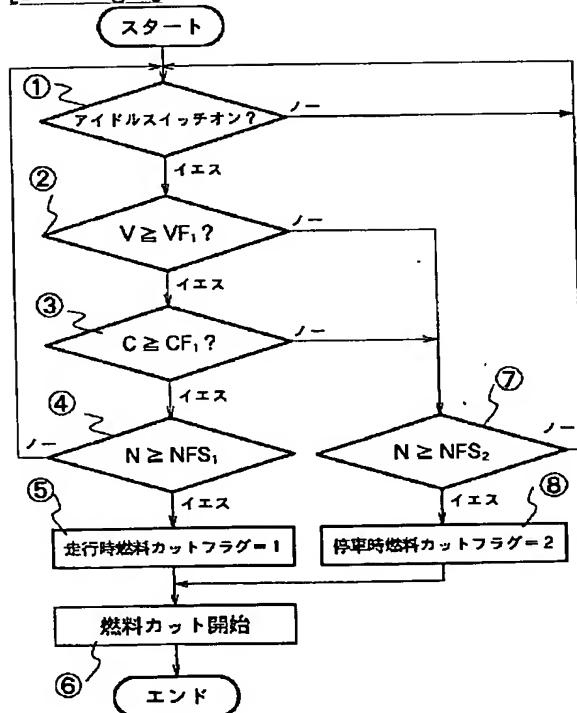 スタート
①
アイドルスイッチオン?
ノー
イエス
②
V ≧ VF₁?
ノー
イエス
③
C ≧ CF₁?
ノー
イエス
④
⑦
ノー
N ≧ NFS₁
N ≧ NFS₂
ノー
イエス
イエス
⑤
⑧
走行時燃料カットフラグ=1
停車時燃料カットフラグ=2
燃料カット開始
⑥
エンド